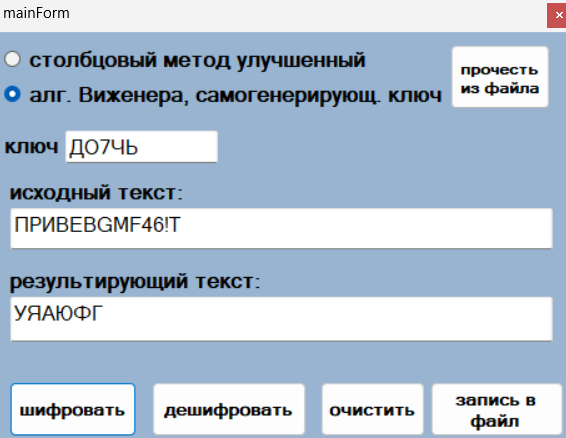 mainForm
столбцовый метод улучшенный
алг. Виженера, самогенерирующ. ключ
прочесть
из файла
ключ ДО7ЧЬ
исходный текст:
ПРИВЕВGMF46!Т
результирующий текст:
УЯАЮФГ
шифровать
дешифровать
очистить
запись в
файл